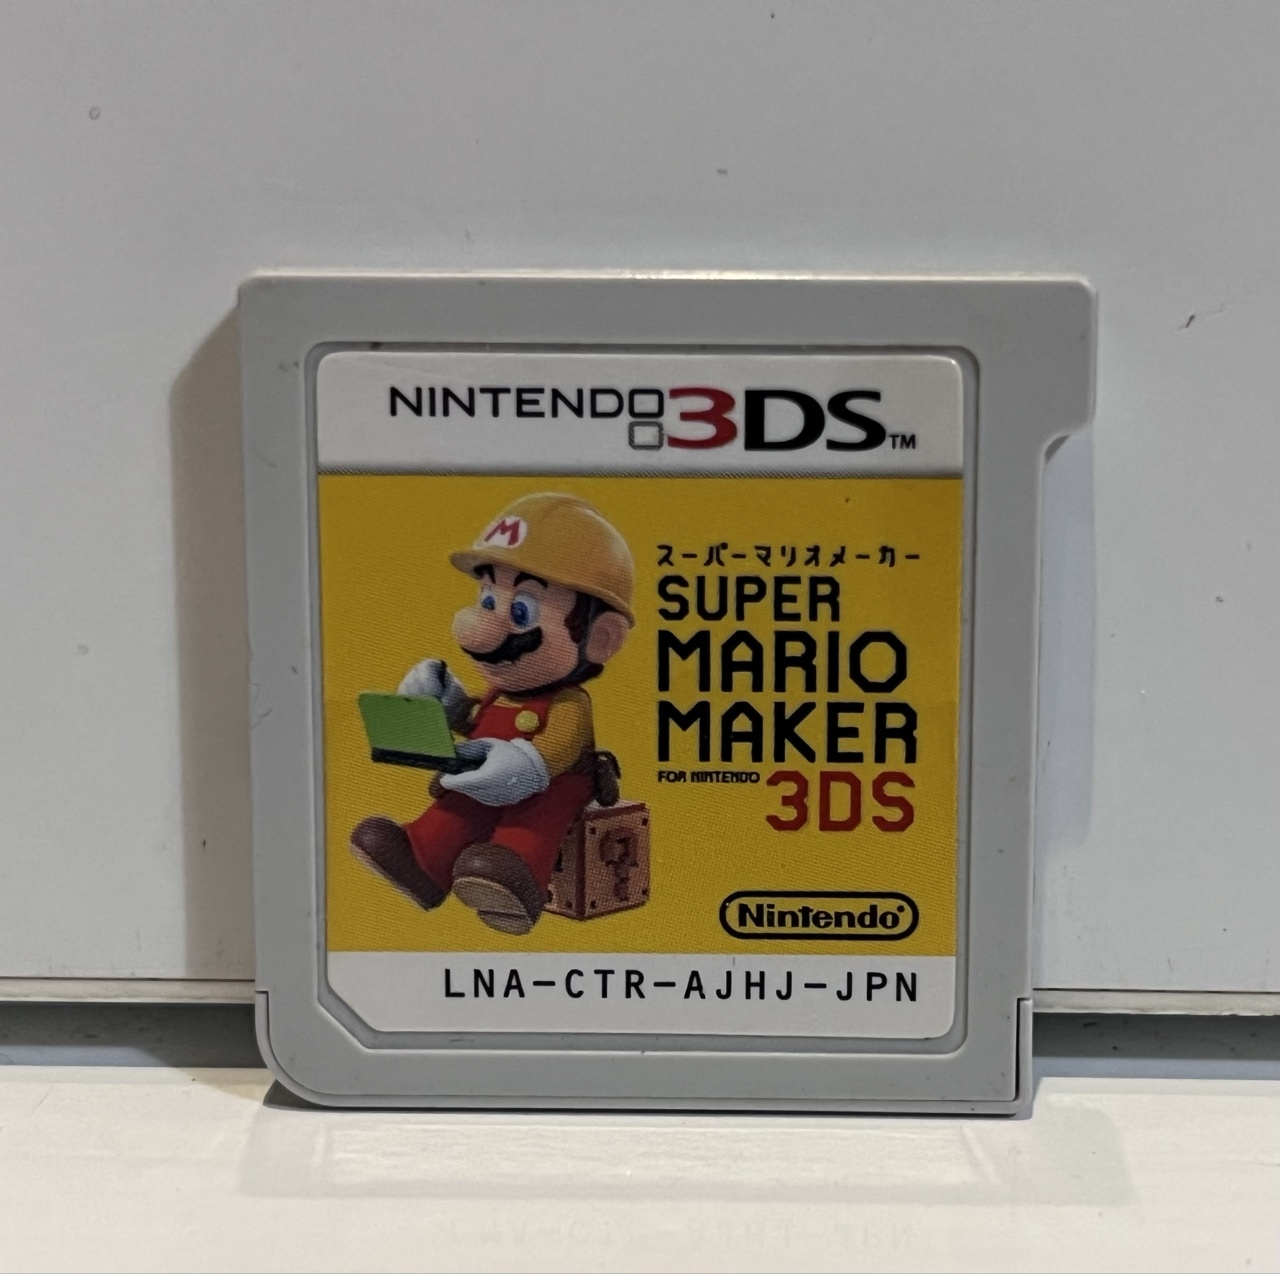 NINTENDO 3DS™
M
スーパーマリオメーカー
SUPER
MARIO
MAKER
FOR NINTENDO 3DS
Nintendo®
LNA-CTR-AJHJ-JPN